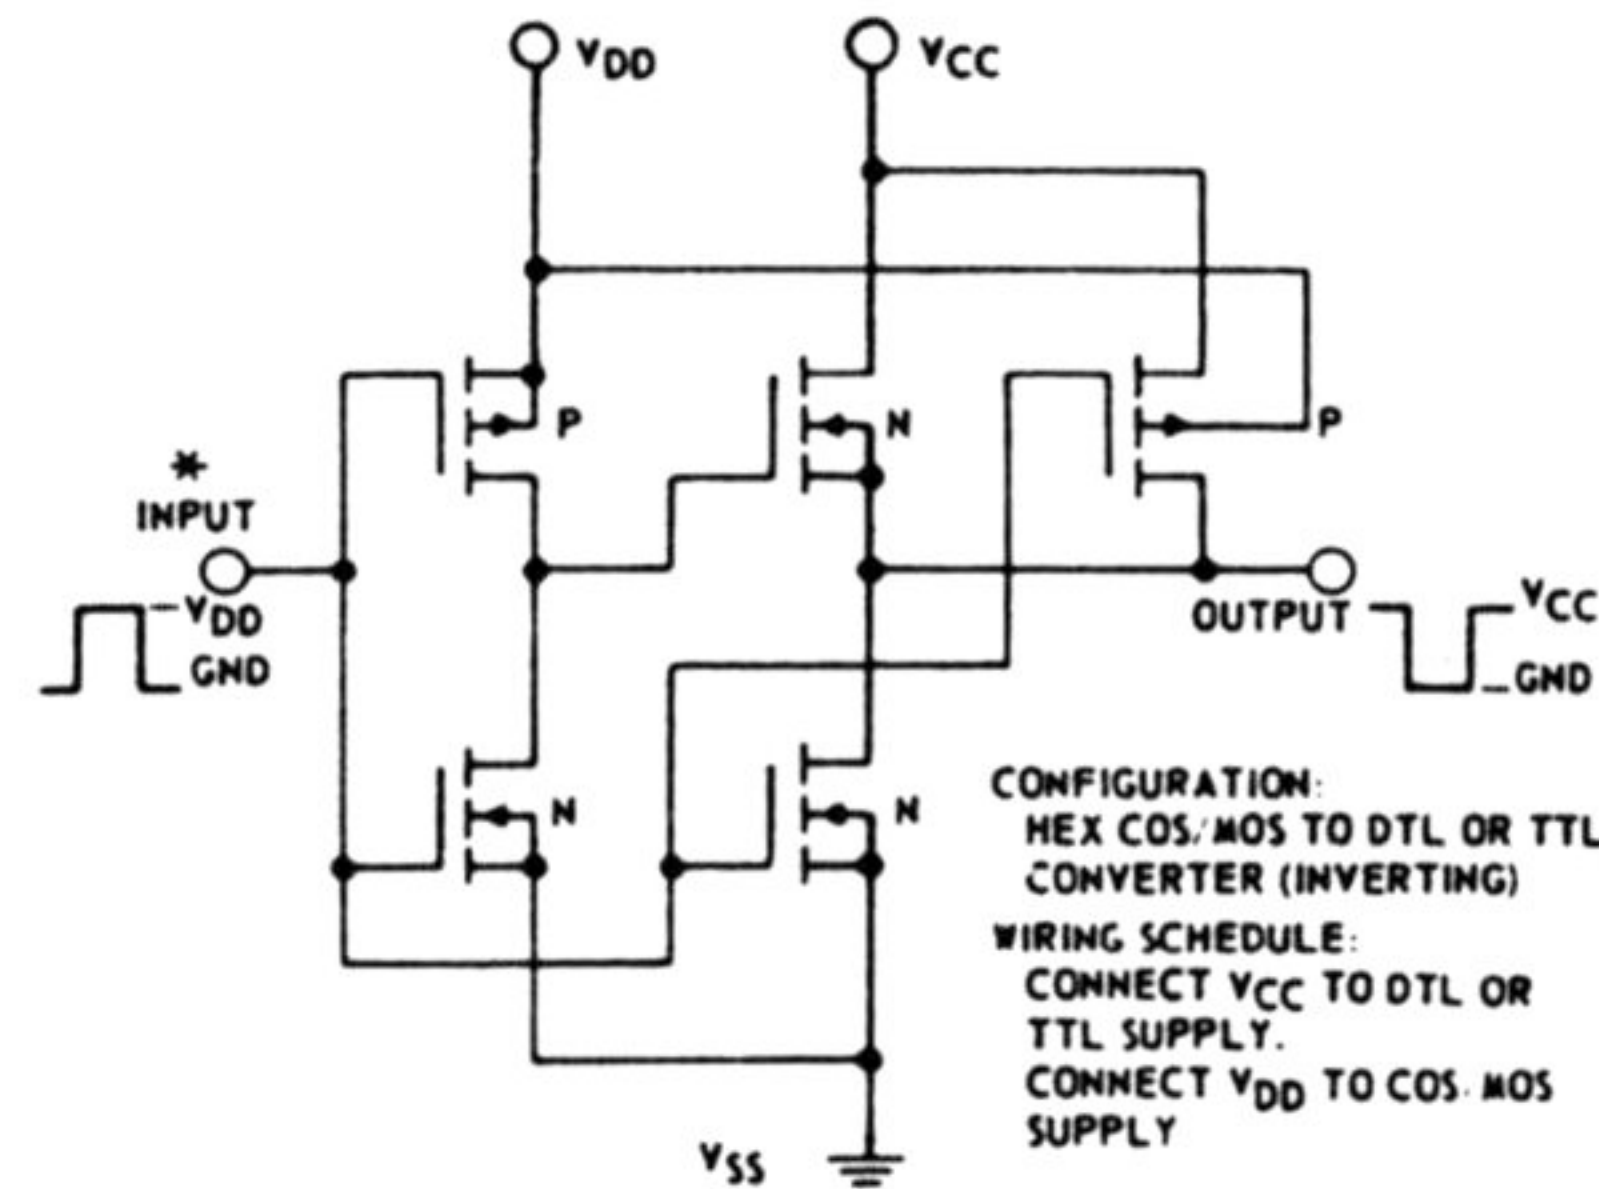 VDD
VCC
P
N
P
*
INPUT
VDD
GND
OUTPUT
VCC
GND
N
N
CONFIGURATION:
HEX COS/MOS TO DTL OR TTL
CONVERTER (INVERTING)
WIRING SCHEDULE:
CONNECT VCC TO DTL OR
TTL SUPPLY.
CONNECT VDD TO COS/MOS
SUPPLY
VSS